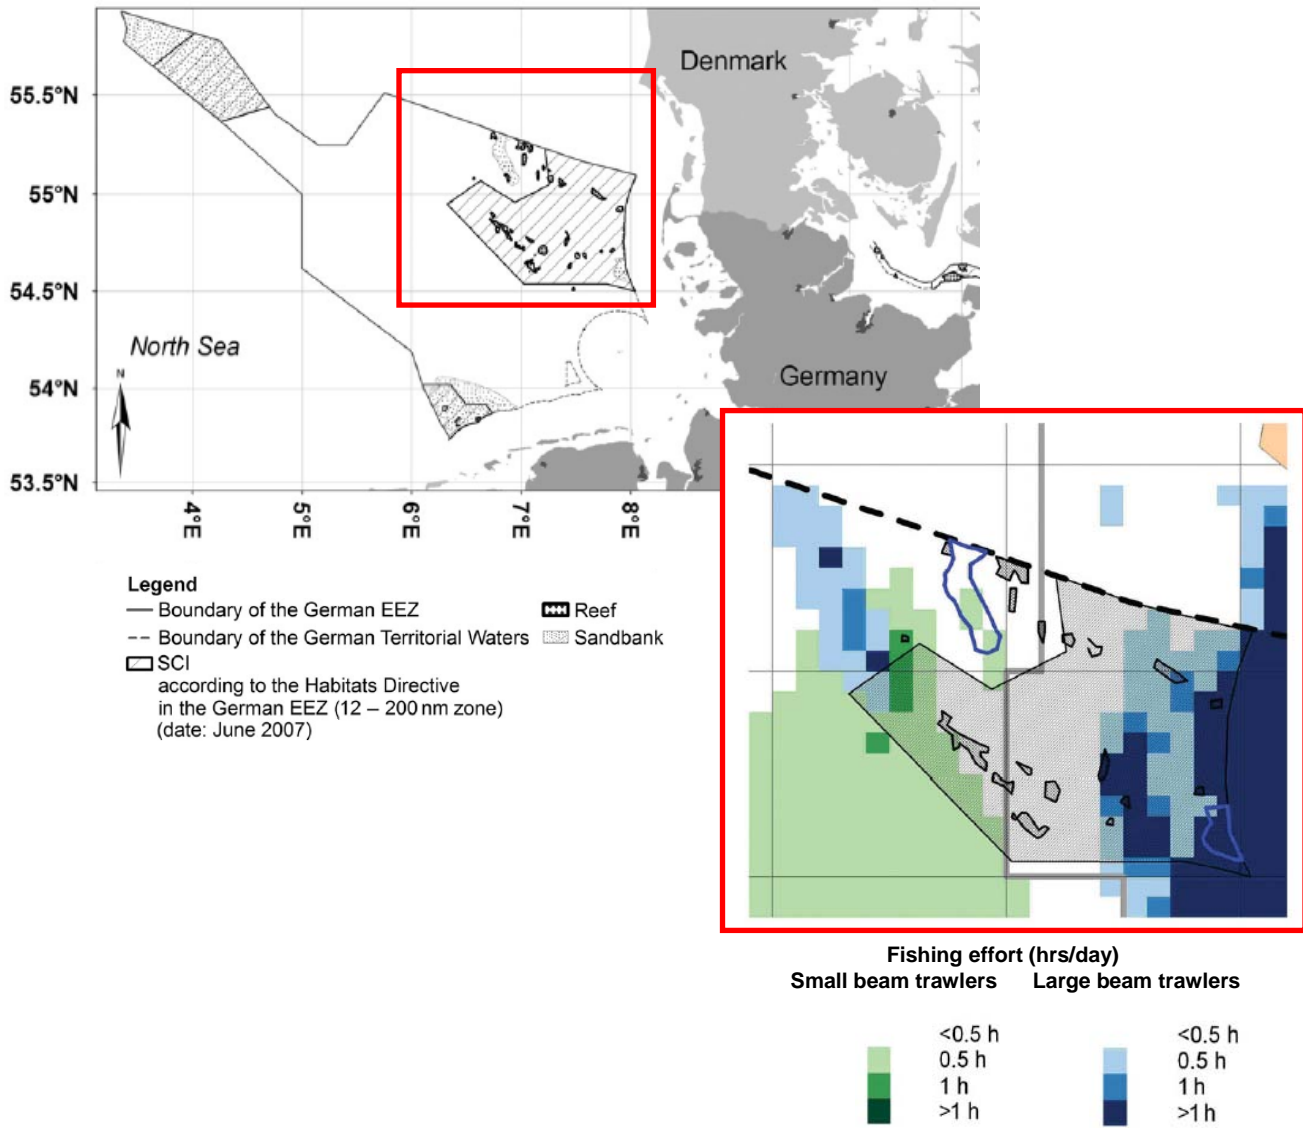 Denmark
55.5°N
55°N
54.5°N
North Sea
N
54°N
Germany
53.5°N
4°E
5°E
6°E
7°E
8°E
Legend
Boundary of the German EEZ
Reef
Boundary of the German Territorial Waters
Sandbank
SCI
according to the Habitats Directive
in the German EEZ (12 – 200 nm zone)
(date: June 2007)
Fishing effort (hrs/day)
Small beam trawlers Large beam trawlers
<0.5 h <0.5 h
0.5 h 0.5 h
1 h 1 h
>1 h >1 h